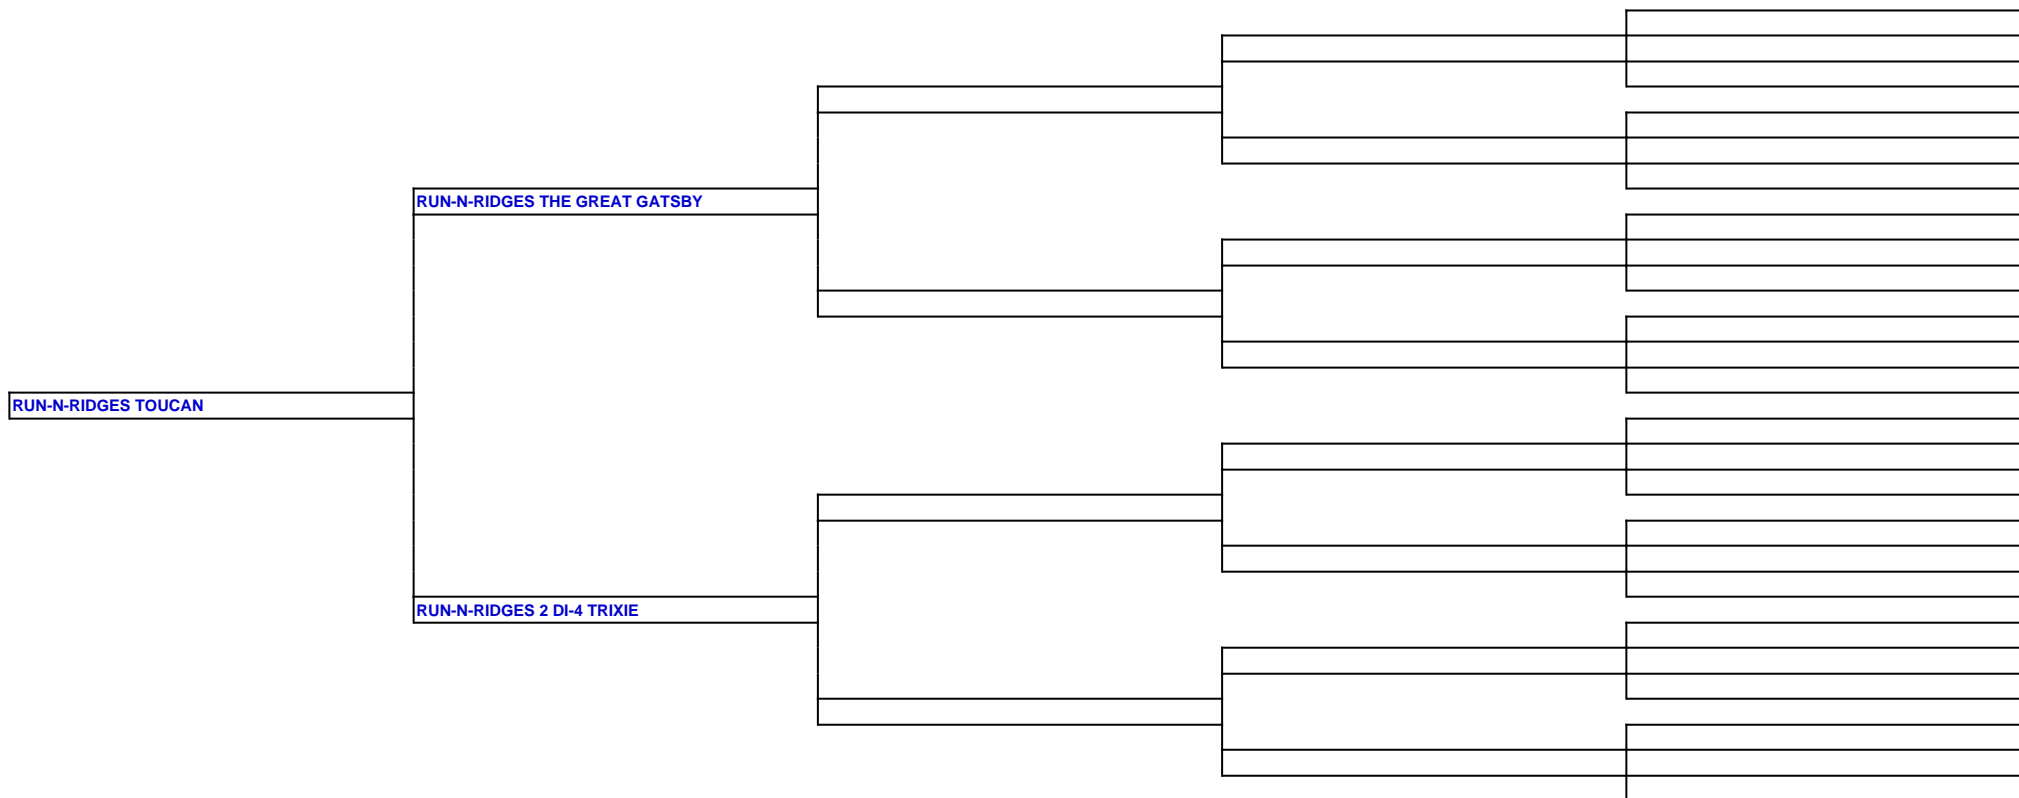 RUN-N-RIDGES THE GREAT GATSBY
RUN-N-RIDGES TOUCAN
RUN-N-RIDGES 2 DI-4 TRIXIE